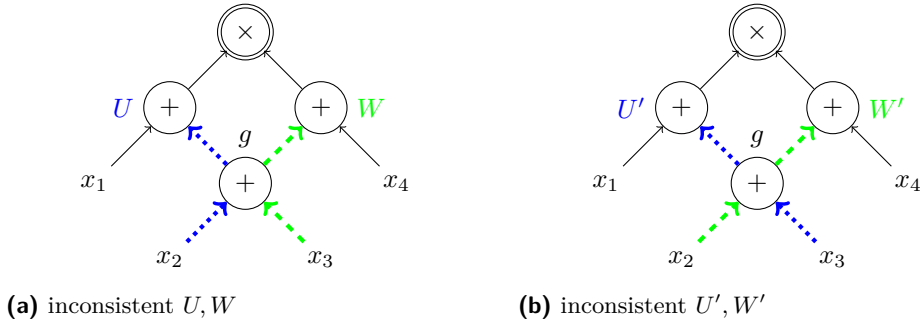 × ×
U + + W U′ + + W′
g g
x₁ + x₄ x₁ + x₄
x₂ x₃ x₂ x₃
(a) inconsistent U, W (b) inconsistent U′, W′